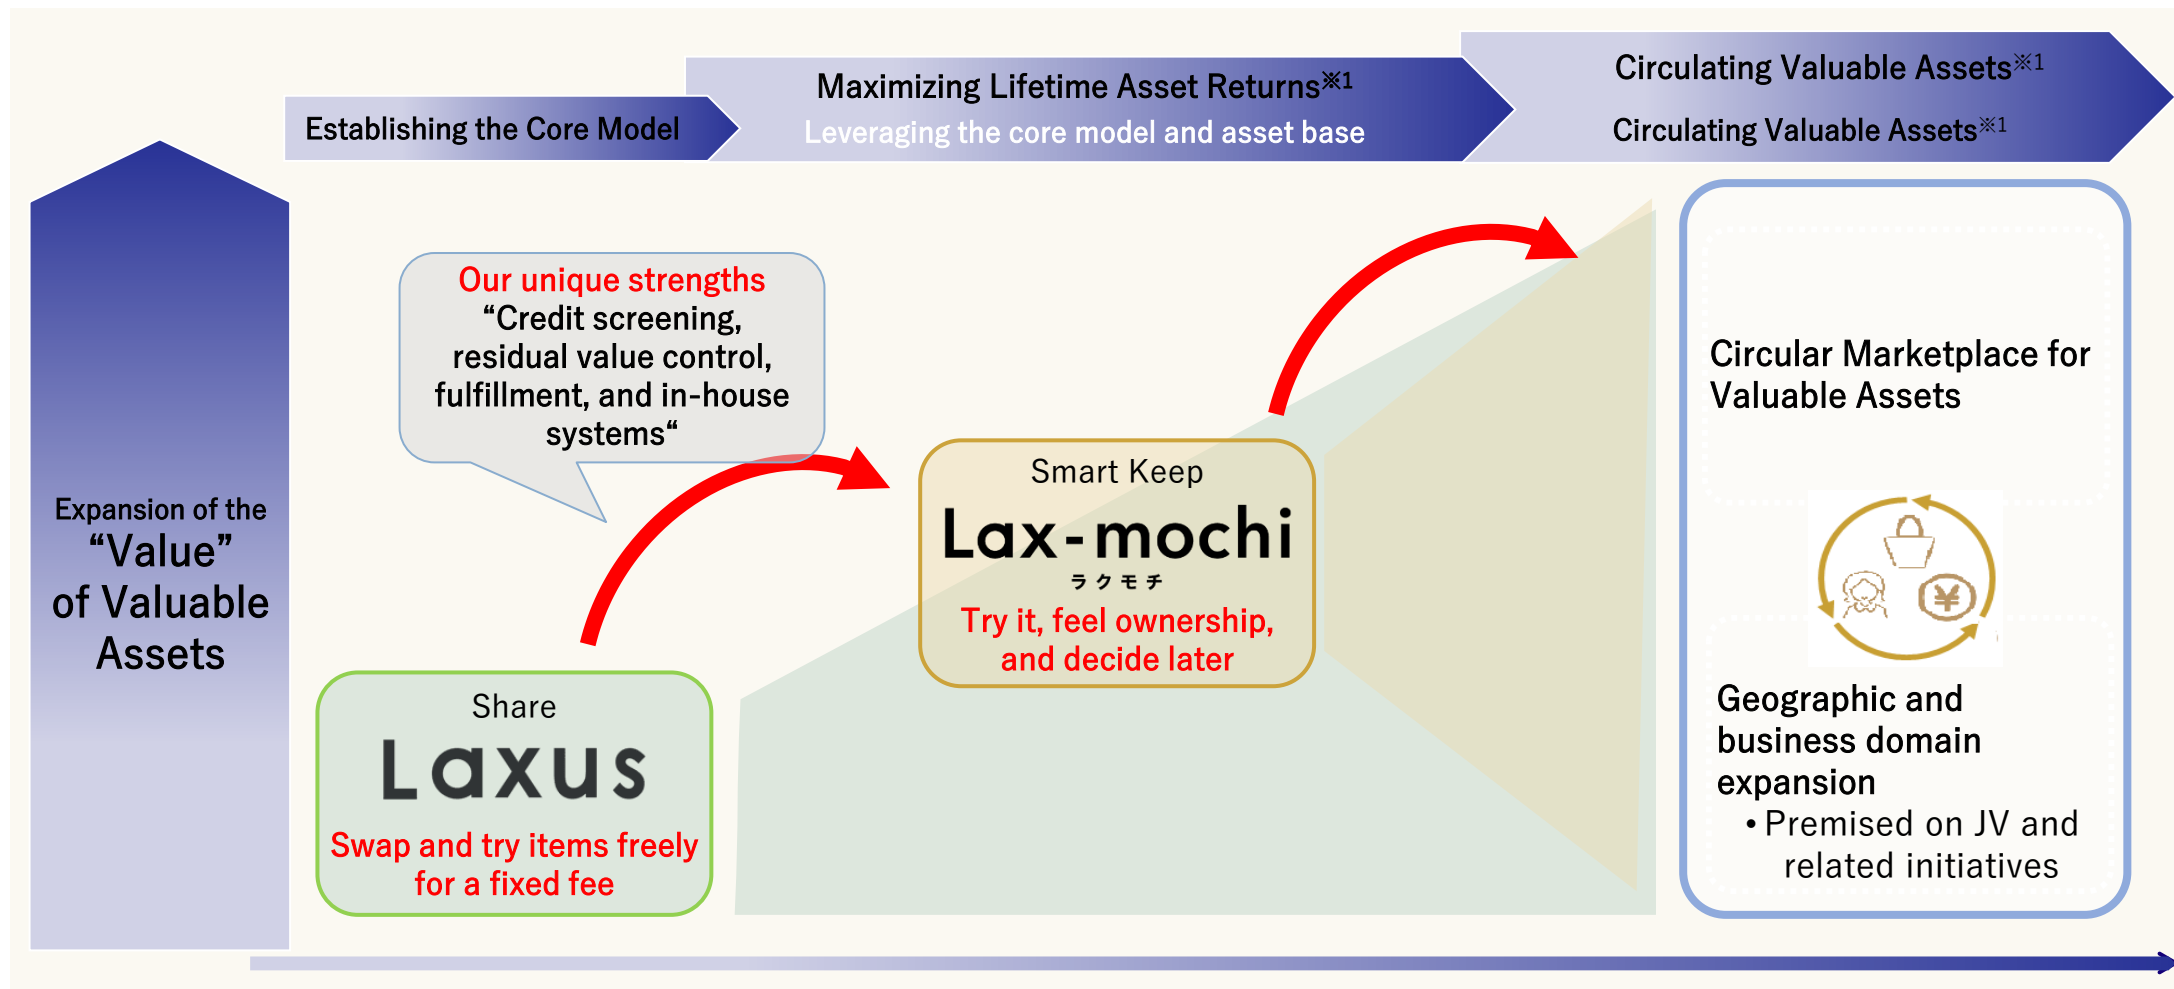 Establishing the Core Model
Maximizing Lifetime Asset Returns※1
Leveraging the core model and asset base
Circulating Valuable Assets※1
Circulating Valuable Assets※1
Expansion of the
“Value”
of Valuable
Assets
Our unique strengths
“Credit screening,
residual value control,
fulfillment, and in-house
systems“
Share
Laxus
Swap and try items freely
for a fixed fee
Smart Keep
Lax-mochi
ラクモチ
Try it, feel ownership,
and decide later
Circular Marketplace for
Valuable Assets
¥
Geographic and
business domain
expansion
• Premised on JV and
related initiatives